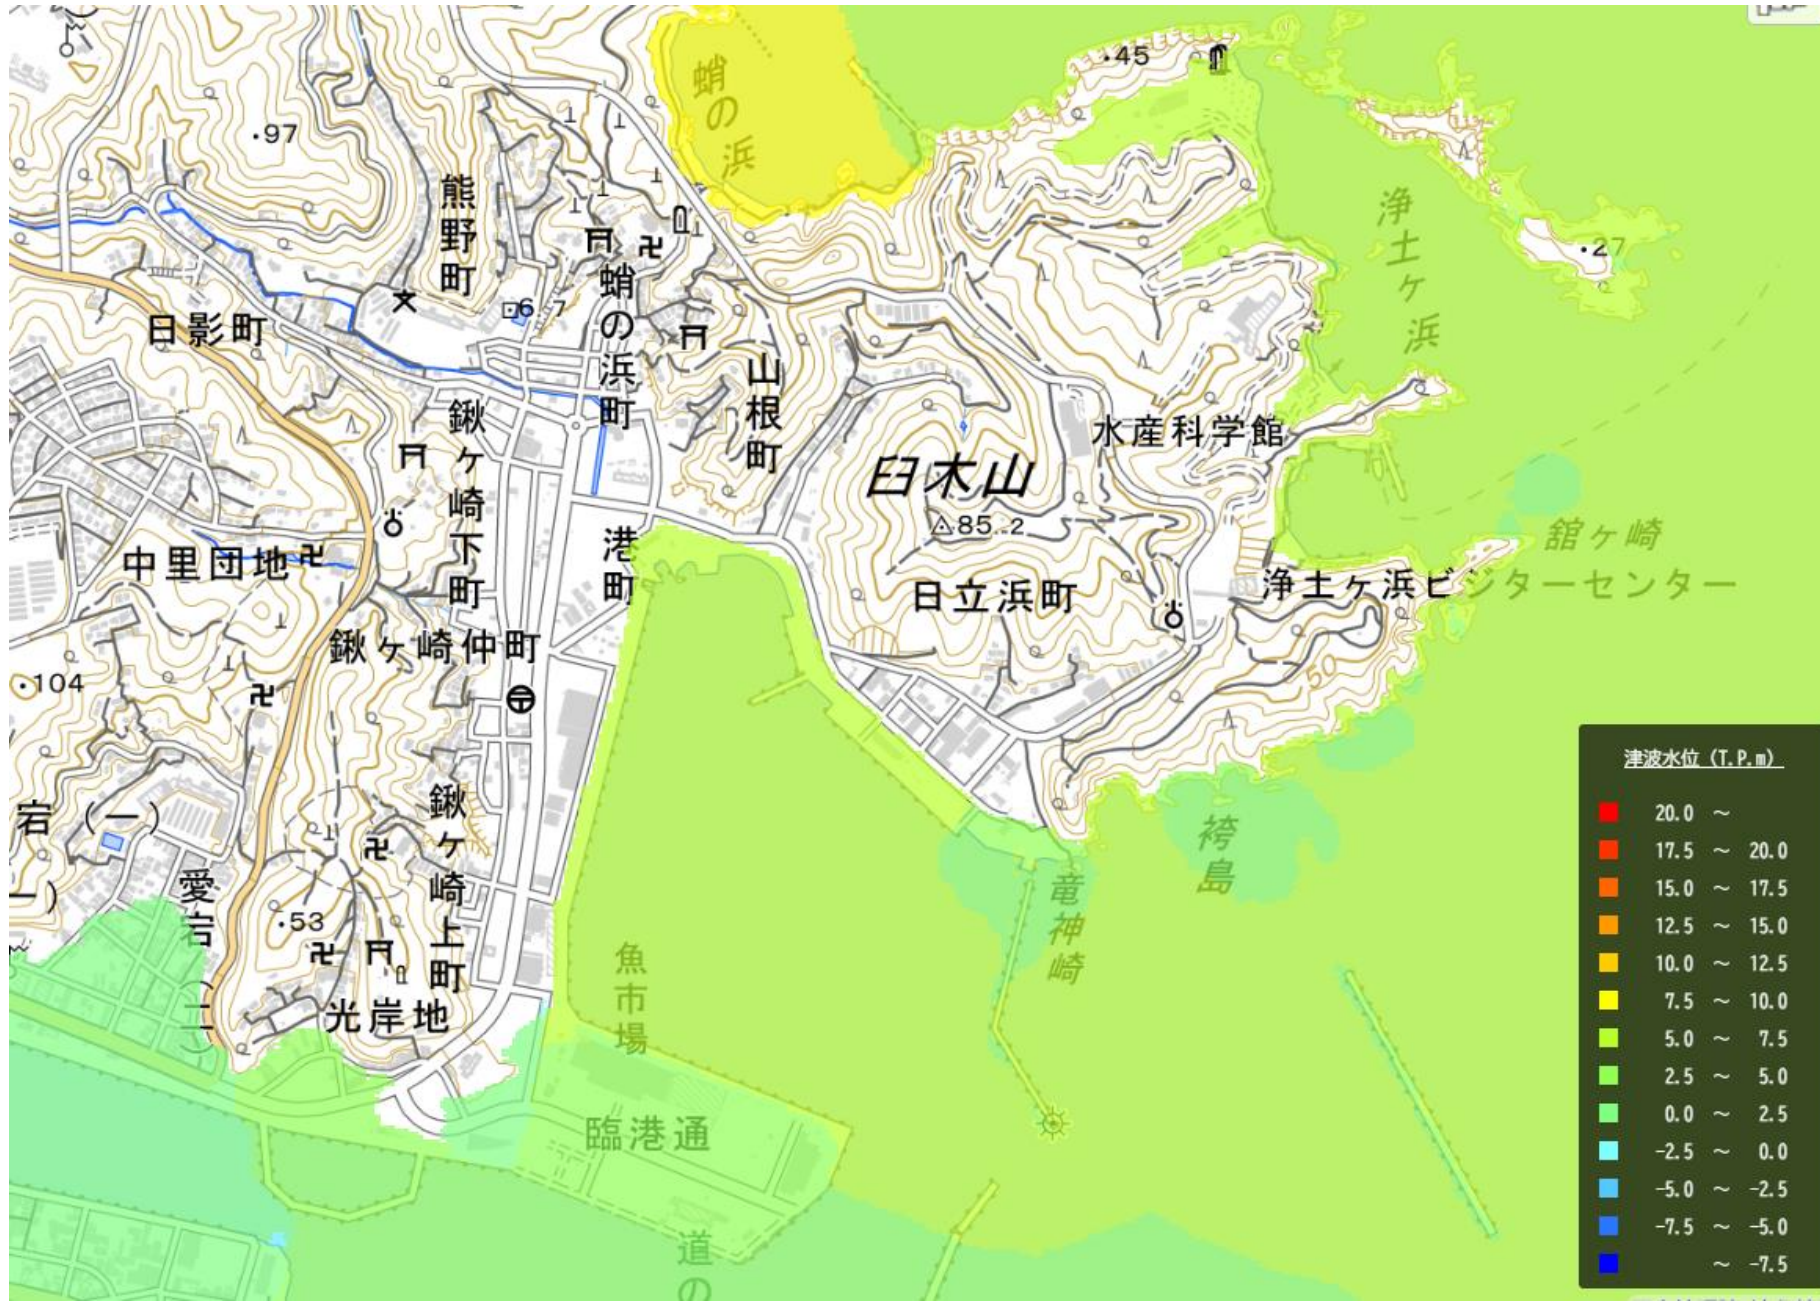 蛸の浜
45
97
熊野町
浄土ヶ浜
27
6.7
蛸の浜町
日影町
山根町
鍬ヶ崎下町
水産科学館
臼木山
85.2
港町
舘ヶ崎
中里団地
日立浜町
浄土ヶ浜ビジターセンター
鍬ヶ崎仲町
104
50
津波水位 (T.P.m)
20.0 ～
17.5 ～ 20.0
15.0 ～ 17.5
12.5 ～ 15.0
10.0 ～ 12.5
7.5 ～ 10.0
5.0 ～ 7.5
2.5 ～ 5.0
0.0 ～ 2.5
-2.5 ～ 0.0
-5.0 ～ -2.5
-7.5 ～ -5.0
～ -7.5
鍬ヶ崎上町
宕(一)
袴島
愛宕(二)
竜神崎
53
魚市場
光岸地
臨港通
道の